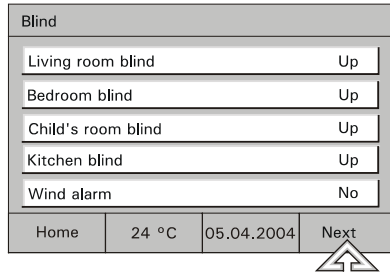 Blind
Living room blind Up
Bedroom blind Up
Child's room blind Up
Kitchen blind Up
Wind alarm No
Home 24 °C 05.04.2004 Next